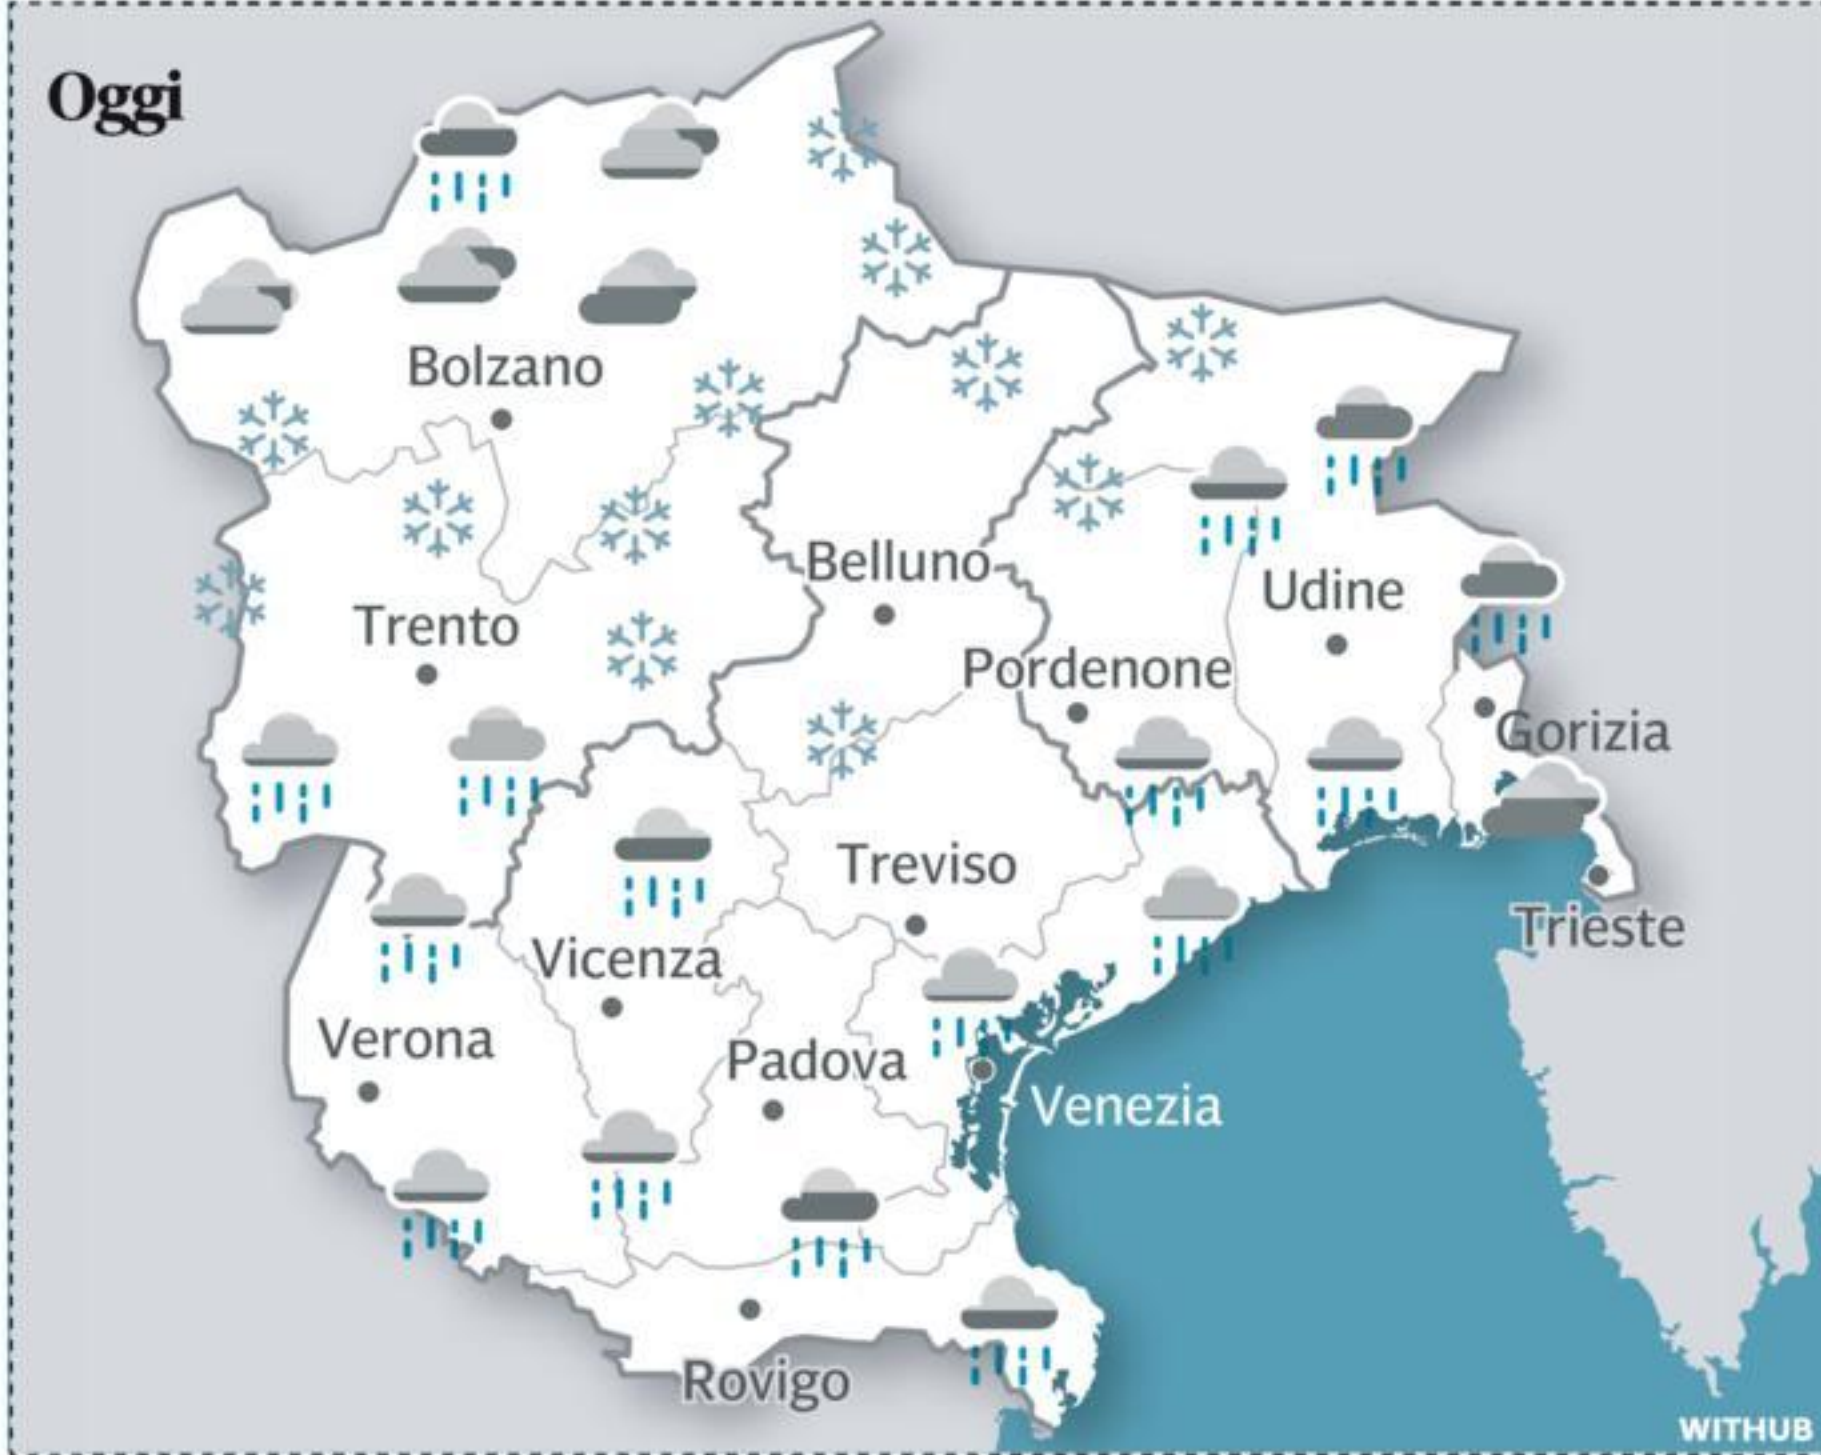 Oggi
Bolzano
Belluno
Udine
Trento
Pordenone
Gorizia
Treviso
Trieste
Vicenza
Verona
Padova
Venezia
Rovigo
WITHUB